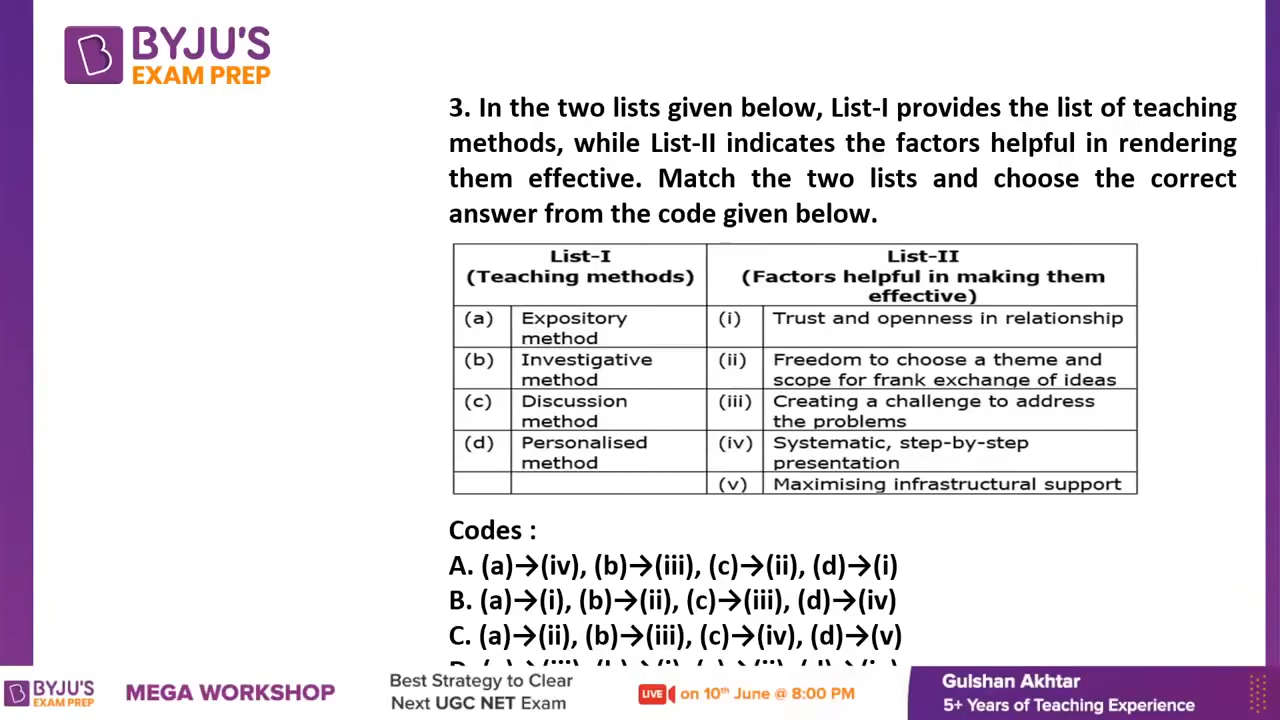 BYJU'S
EXAM PREP
3. In the two lists given below, List-I provides the list of teaching
methods, while List-II indicates the factors helpful in rendering
them effective. Match the two lists and choose the correct
answer from the code given below.
List-I
(Teaching methods)
List-II
(Factors helpful in making them
effective)
(a) Expository
method
(i) Trust and openness in relationship
(b) Investigative
method
(ii) Freedom to choose a theme and
scope for frank exchange of ideas
(c) Discussion
method
(iii) Creating a challenge to address
the problems
(d) Personalised
method
(iv) Systematic, step-by-step
presentation
(v) Maximising infrastructural support
Codes :
A. (a)→(iv), (b)→(iii), (c)→(ii), (d)→(i)
B. (a)→(i), (b)→(ii), (c)→(iii), (d)→(iv)
C. (a)→(ii), (b)→(iii), (c)→(iv), (d)→(v)
BYJU'S
EXAM PREP
MEGA WORKSHOP
Best Strategy to Clear
Next UGC NET Exam
LIVE on 10th June @ 8:00 PM
Gulshan Akhtar
5+ Years of Teaching Experience